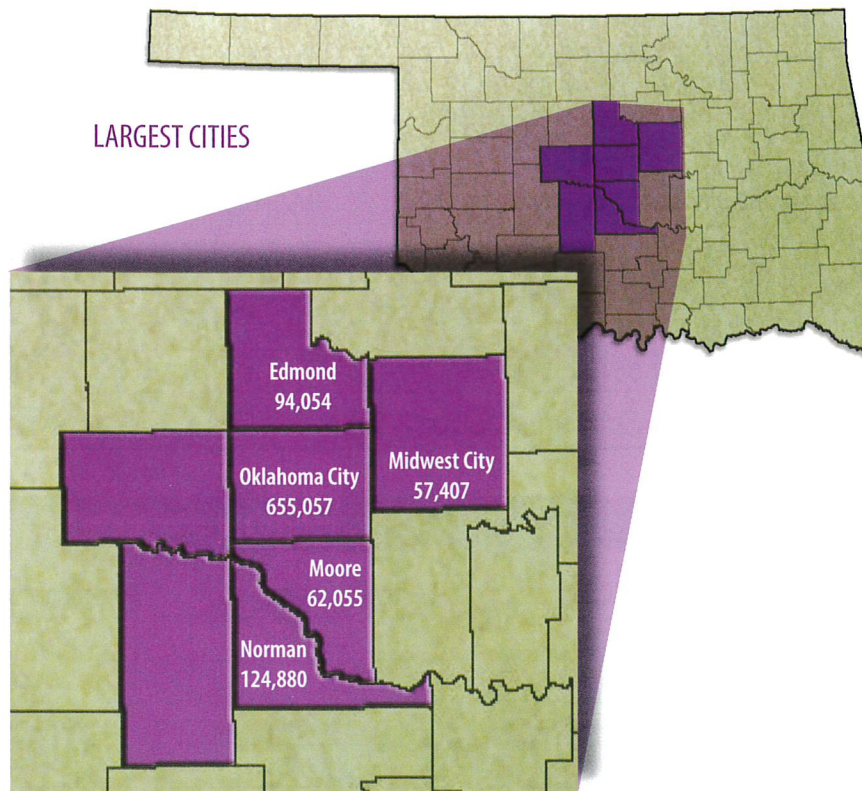 LARGEST CITIES
Edmond
94,054
Oklahoma City
655,057
Midwest City
57,407
Moore
62,055
Norman
124,880